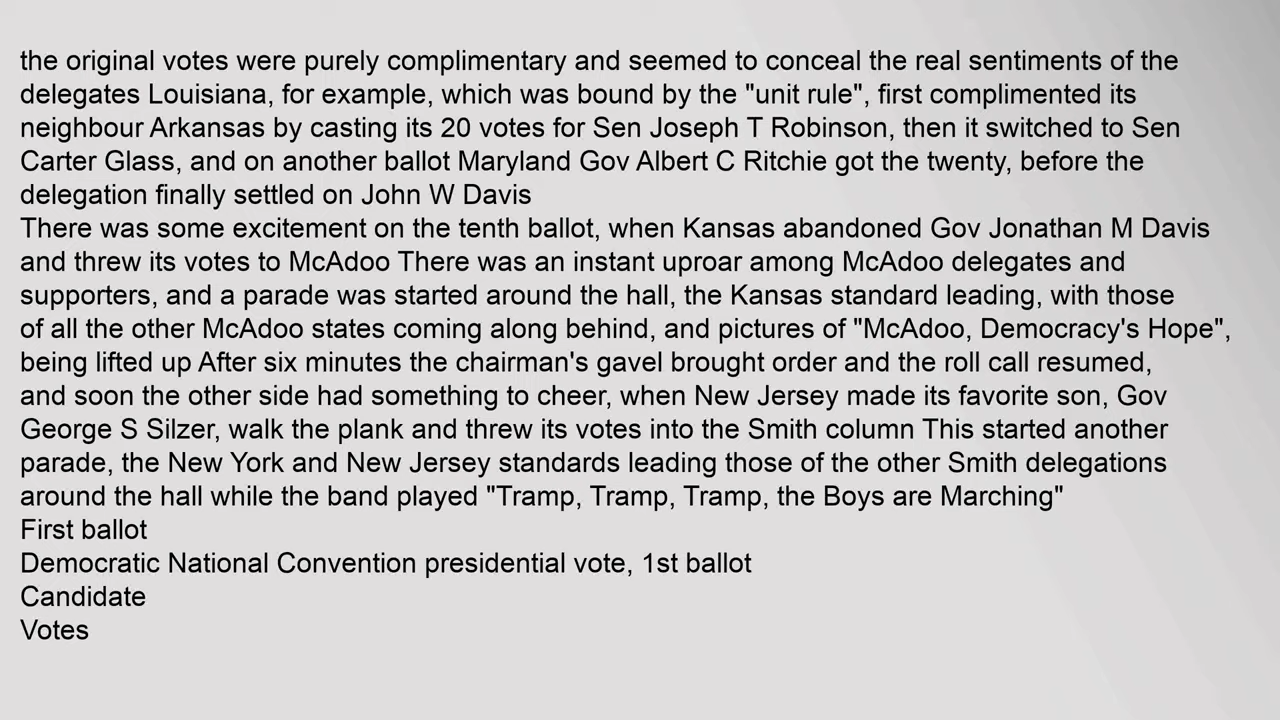 the original votes were purely complimentary and seemed to conceal the real sentiments of the
delegates Louisiana, for example, which was bound by the "unit rule", first complimented its
neighbour Arkansas by casting its 20 votes for Sen Joseph T Robinson, then it switched to Sen
Carter Glass, and on another ballot Maryland Gov Albert C Ritchie got the twenty, before the
delegation finally settled on John W Davis
There was some excitement on the tenth ballot, when Kansas abandoned Gov Jonathan M Davis
and threw its votes to McAdoo There was an instant uproar among McAdoo delegates and
supporters, and a parade was started around the hall, the Kansas standard leading, with those
of all the other McAdoo states coming along behind, and pictures of "McAdoo, Democracy's Hope",
being lifted up After six minutes the chairman's gavel brought order and the roll call resumed,
and soon the other side had something to cheer, when New Jersey made its favorite son, Gov
George S Silzer, walk the plank and threw its votes into the Smith column This started another
parade, the New York and New Jersey standards leading those of the other Smith delegations
around the hall while the band played "Tramp, Tramp, Tramp, the Boys are Marching"
First ballot
Democratic National Convention presidential vote, 1st ballot
Candidate
Votes